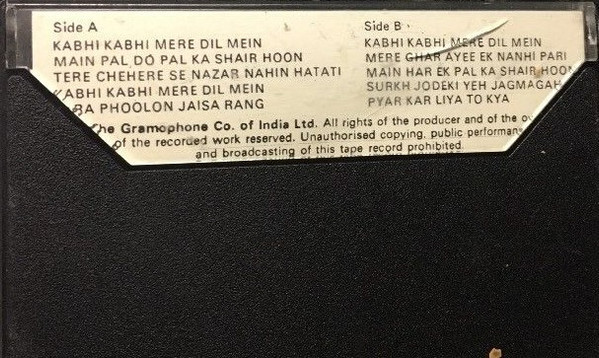 Side A
KABHI KABHI MERE DIL MEIN
MAIN PAL DO PAL KA SHAIR HOON
TERE CHEHERE SE NAZAR NAHIN HATATI
KABHI KABHI MERE DIL MEIN
PHOOLON JAISA RANG
Side B
KABHI KABHI MERE DIL MEIN
MERE GHAR AYEE EK NANHI PARI
MAIN HAR EK PAL KA SHAIR HOON
SURKH JODEKI YEH JAGMAGAH
PYAR KAR LIYA TO KYA
The Gramophone Co. of India Ltd. All rights of the producer and of the
of the recorded work reserved. Unauthorised copying, public
and broadcasting of this tape record prohibited.